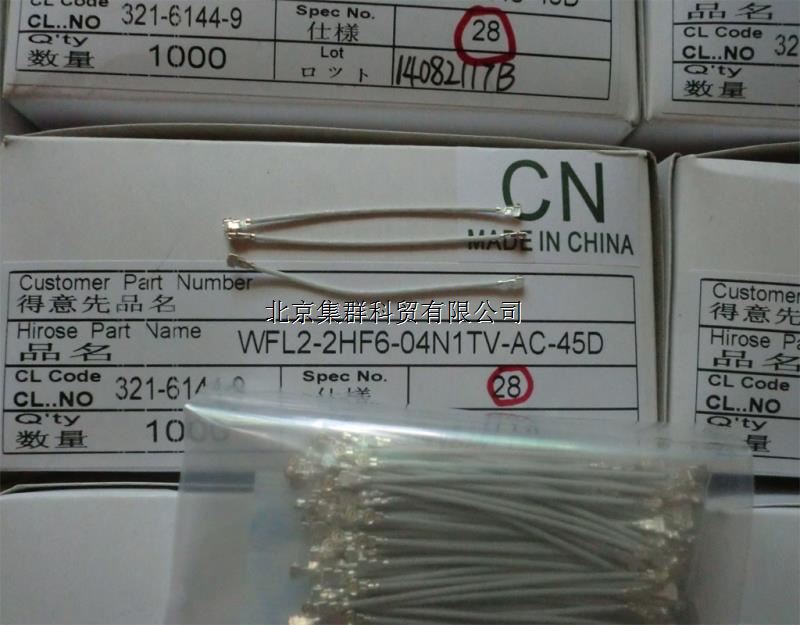 CL Code
CL..NO 321-6144-9
Q'ty
数量 1000
Spec No.
仕様 28
Lot
ロット 14082117B
品名
CL Code
CL..NO 32
Q'ty
数量
CN
MADE IN CHINA
Customer Part Number
得意先品名
北京集群科贸有限公司
Hirose Part Name
品名 WFL2-2HF6-04N1TV-AC-45D
CL Code
CL..NO 321-6144-9
Spec No.
仕様 28
Q'ty
数量 1000
Customer
得意先
Hirose Part
品名
CL Code
CL..NO
Q'ty
数量